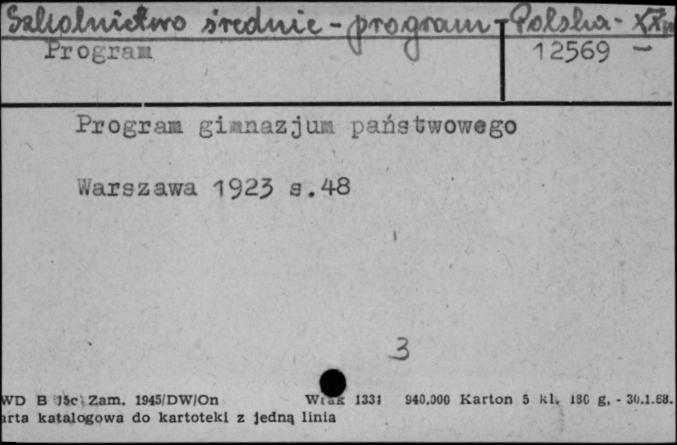 Szkolnictwo średnie - program - Polska - XX w
Program 12569 -
Program gimnazjum państwowego
Warszawa 1923 s.48
3
WD B 15c Zam. 1945/DW/On Wrak 1331 940.000 Karton 5 kl. 180 g. - 30.1.68.
arta katalogowa do kartoteki z jedną linia